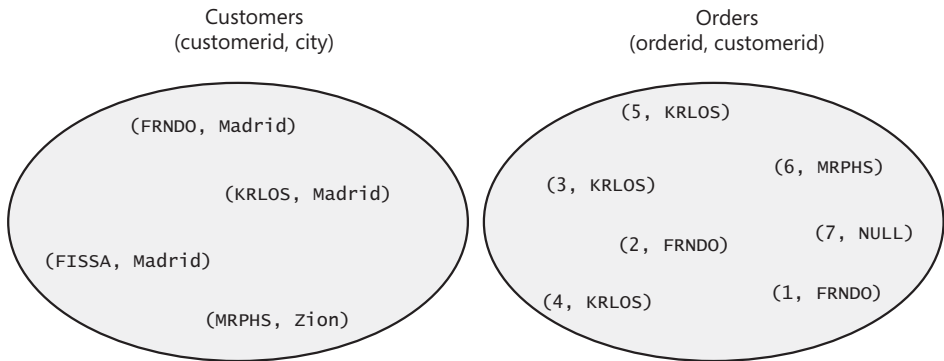 Customers
(customerid, city)
(FRNDO, Madrid)
(KRLOS, Madrid)
(FISSA, Madrid)
(MRPHS, Zion)
Orders
(orderid, customerid)
(5, KRLOS)
(6, MRPHS)
(3, KRLOS)
(7, NULL)
(2, FRNDO)
(1, FRNDO)
(4, KRLOS)